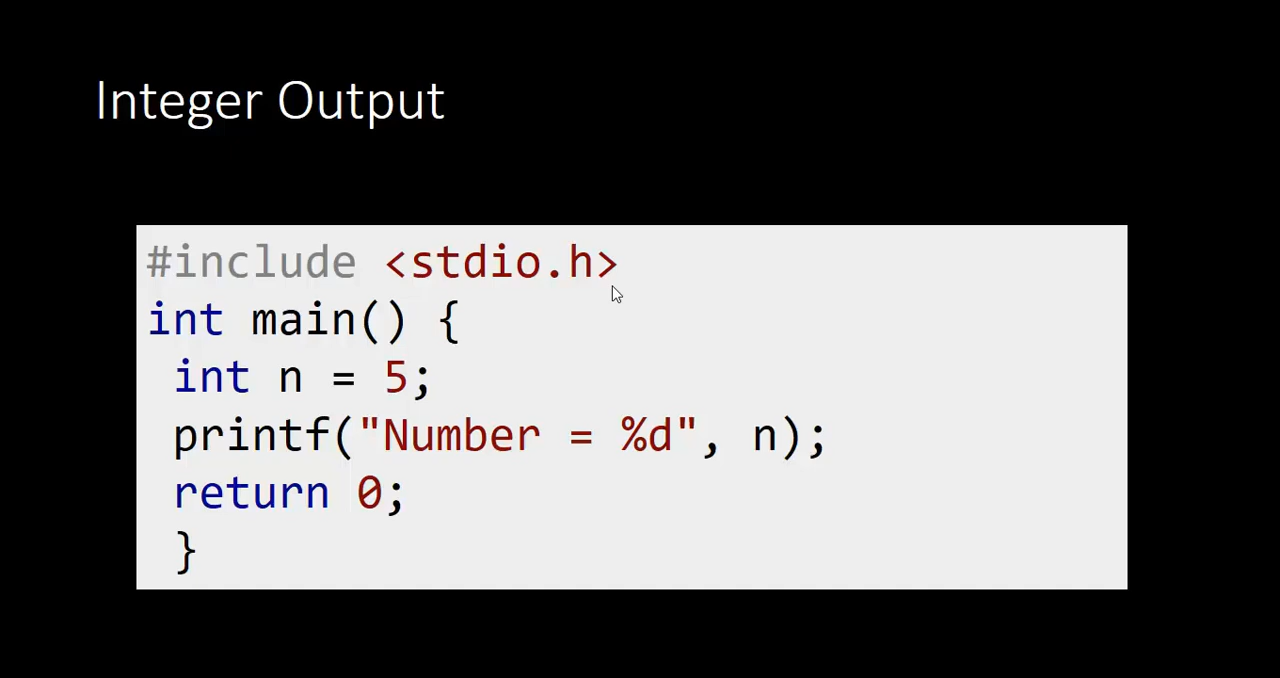 Integer Output
#include <stdio.h>
int main() {
int n = 5;
printf("Number = %d", n);
return 0;
}